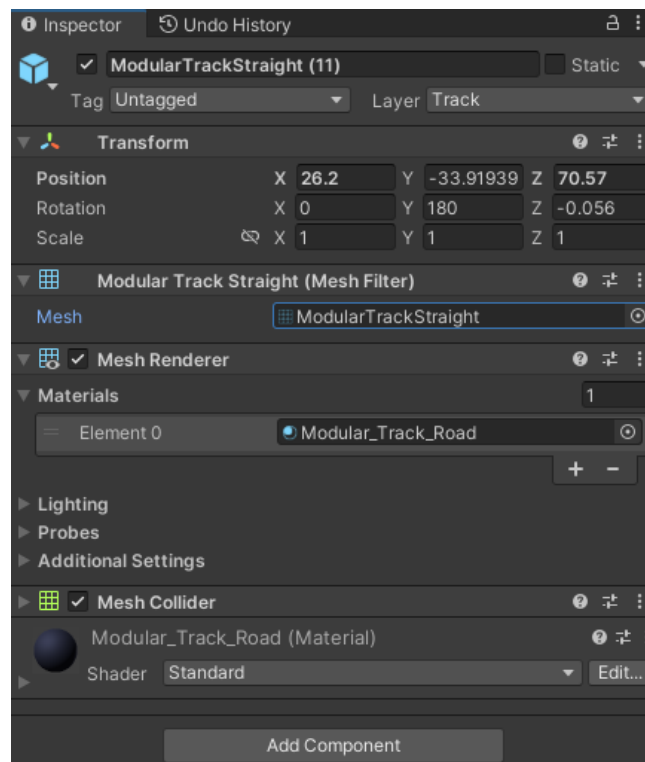 Inspector Undo History
ModularTrackStraight (11) Static
Tag Untagged Layer Track
Transform
Position X 26.2 Y -33.91939 Z 70.57
Rotation X 0 Y 180 Z -0.056
Scale X 1 Y 1 Z 1
Modular Track Straight (Mesh Filter)
Mesh ModularTrackStraight
Mesh Renderer
Materials 1
Element 0 Modular_Track_Road
+ -
Lighting
Probes
Additional Settings
Mesh Collider
Modular_Track_Road (Material)
Shader Standard Edit...
Add Component